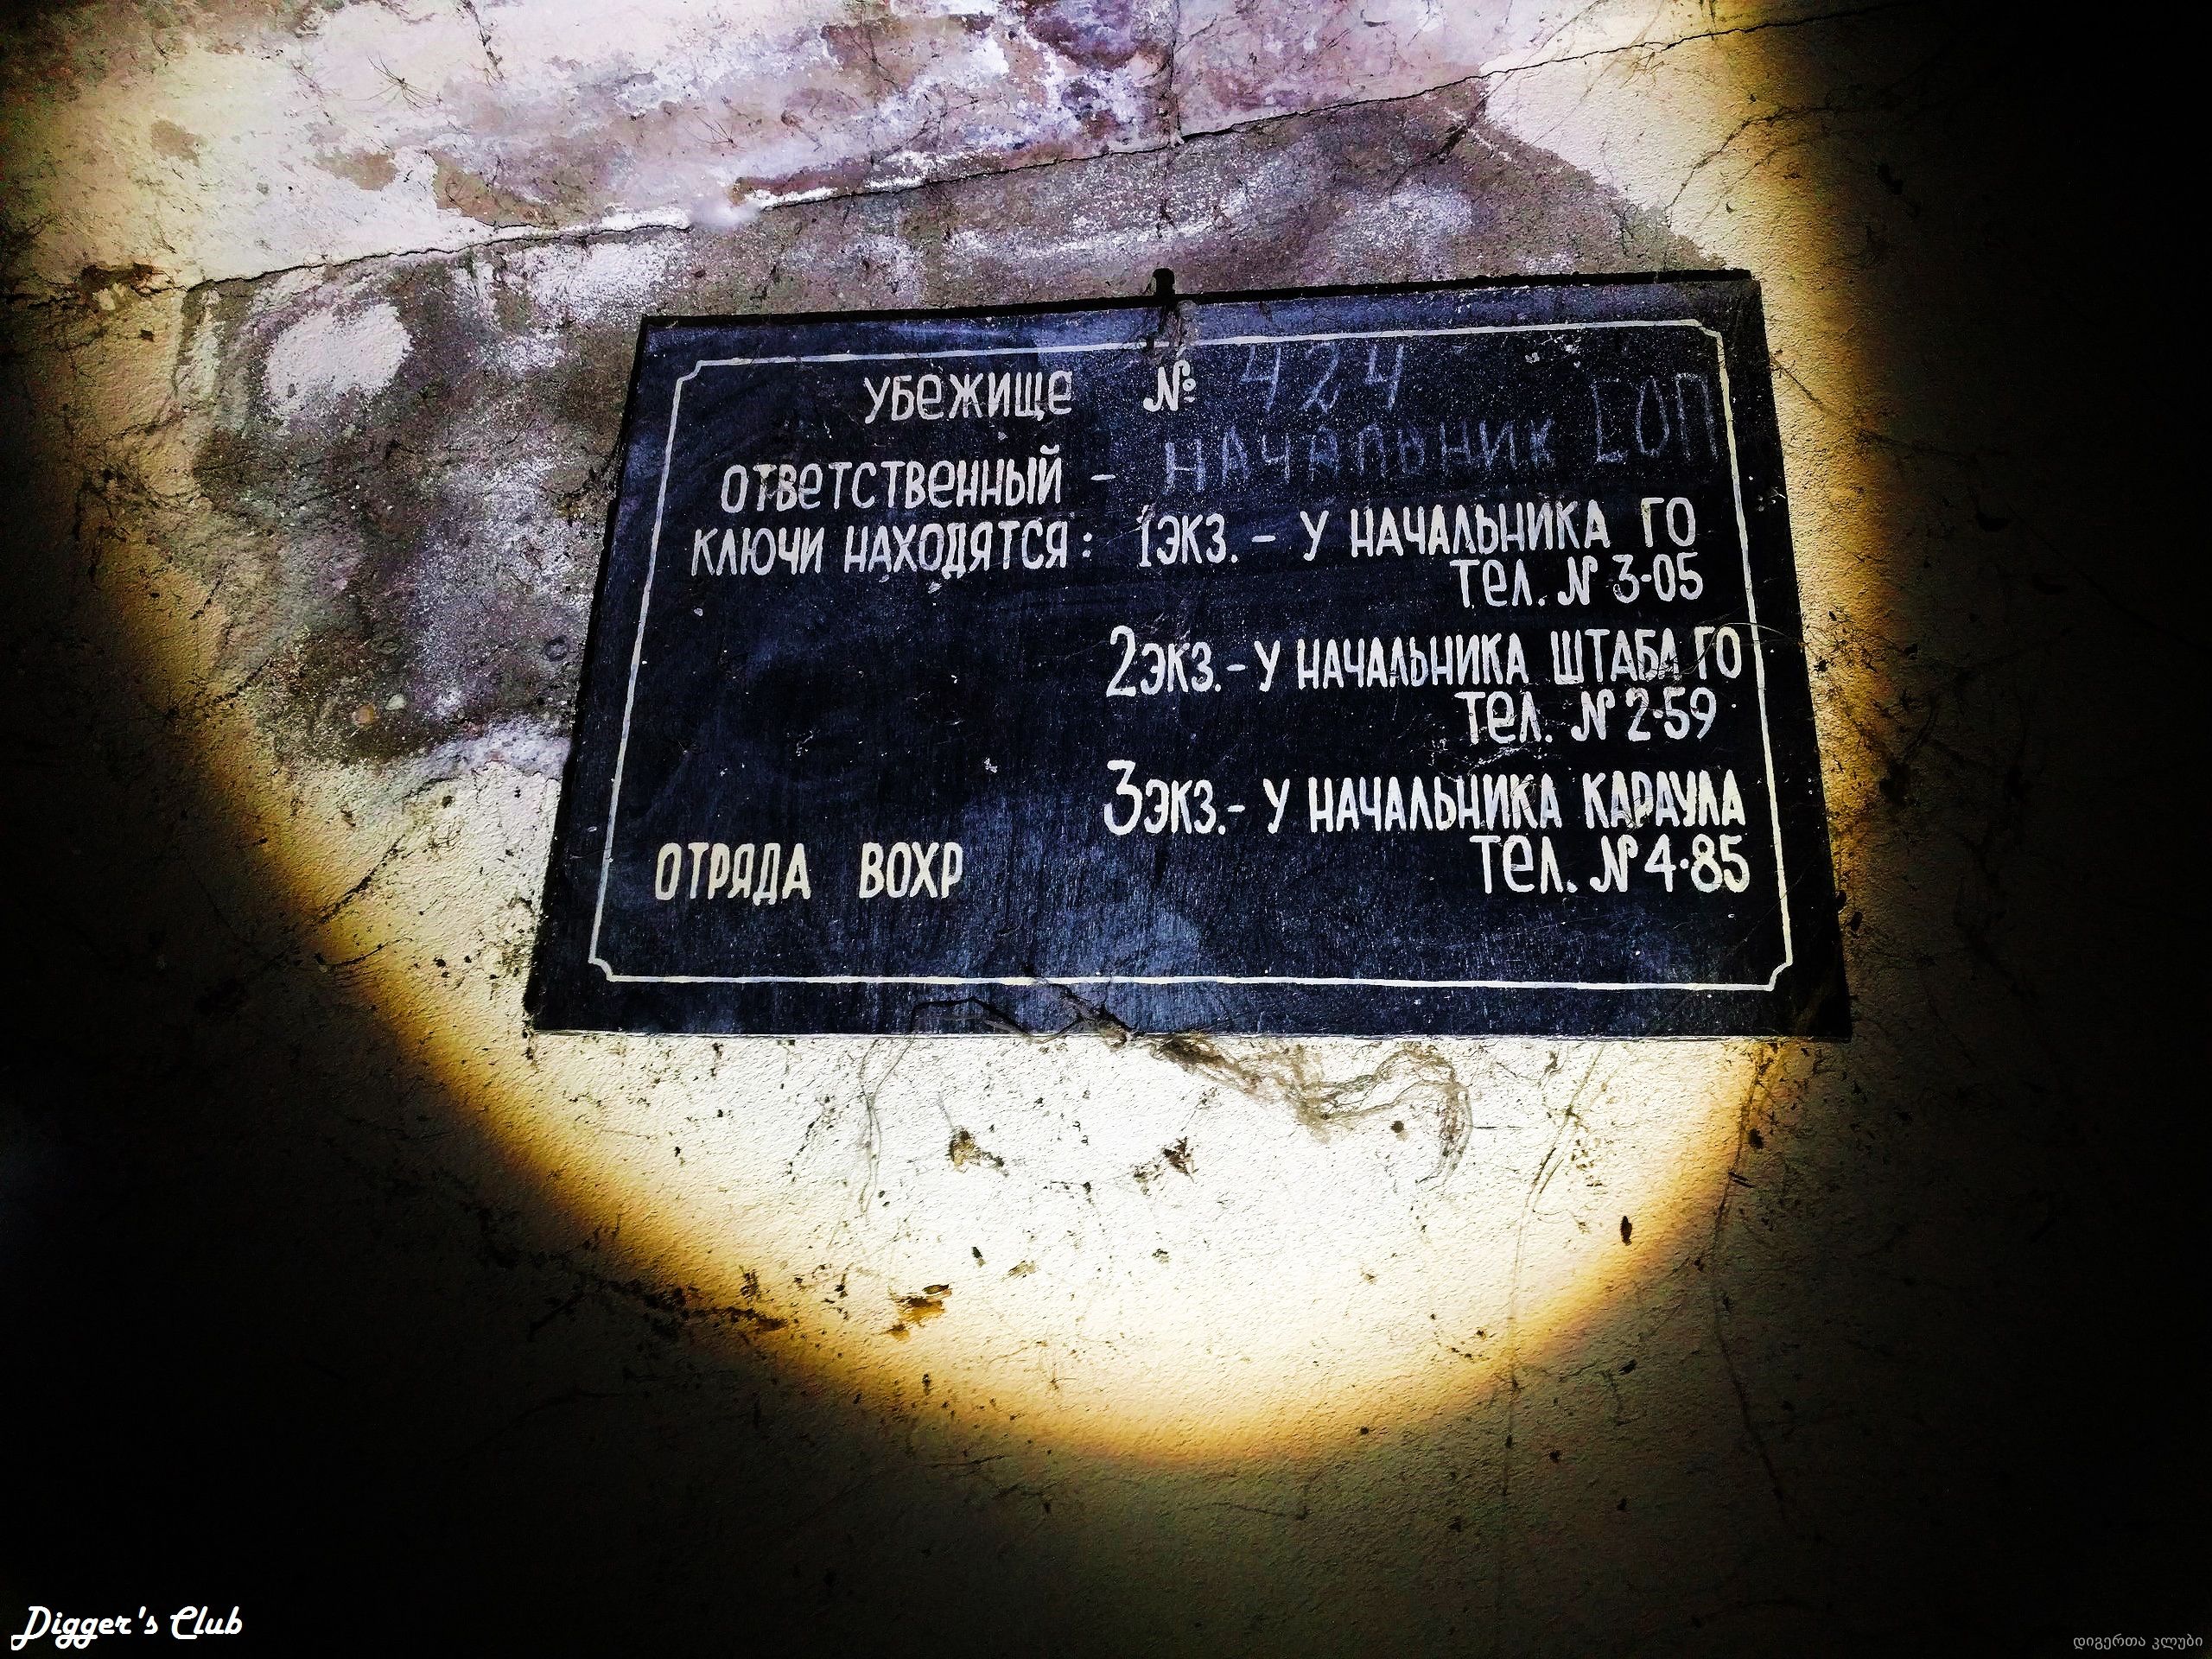 УБЕЖИЩЕ № 424
ОТВЕТСТВЕННЫЙ - НАЧАЛЬНИК СОП
КЛЮЧИ НАХОДЯТСЯ: 1ЭКЗ. - У НАЧАЛЬНИКА ГО
ТЕЛ. № 3-05
2ЭКЗ. - У НАЧАЛЬНИКА ШТАБА ГО
ТЕЛ. № 2-59
3ЭКЗ. - У НАЧАЛЬНИКА КАРАУЛА
ОТРЯДА ВОХР ТЕЛ. № 4-85
Digger's Club
დიგერთა კლუბი